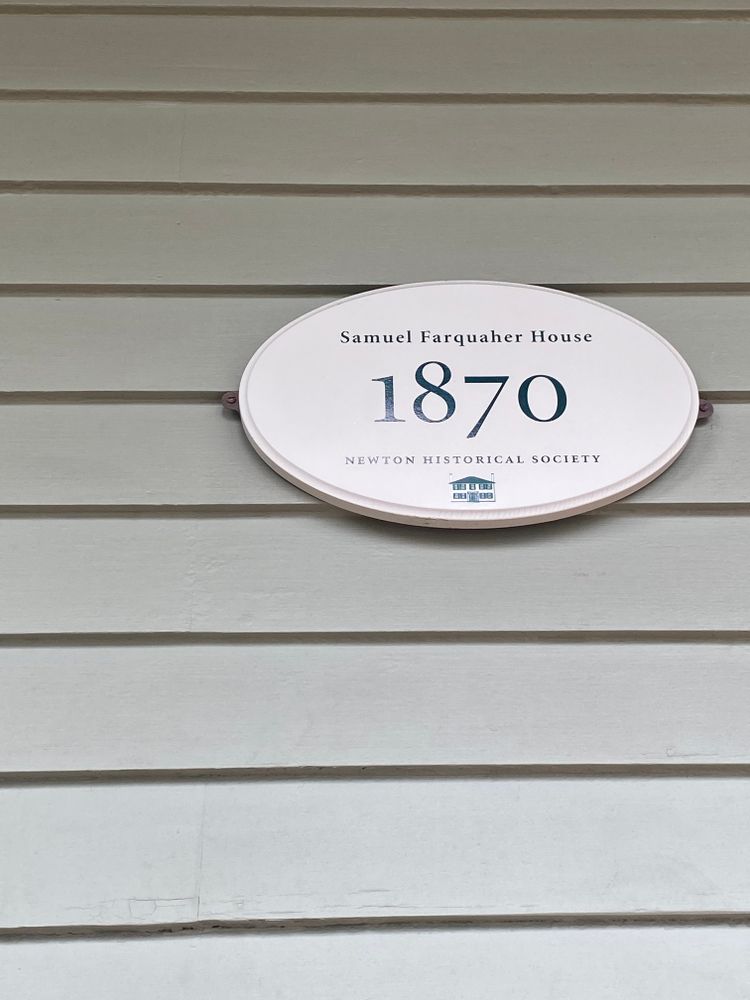 Samuel Farquaher House
1870
NEWTON HISTORICAL SOCIETY